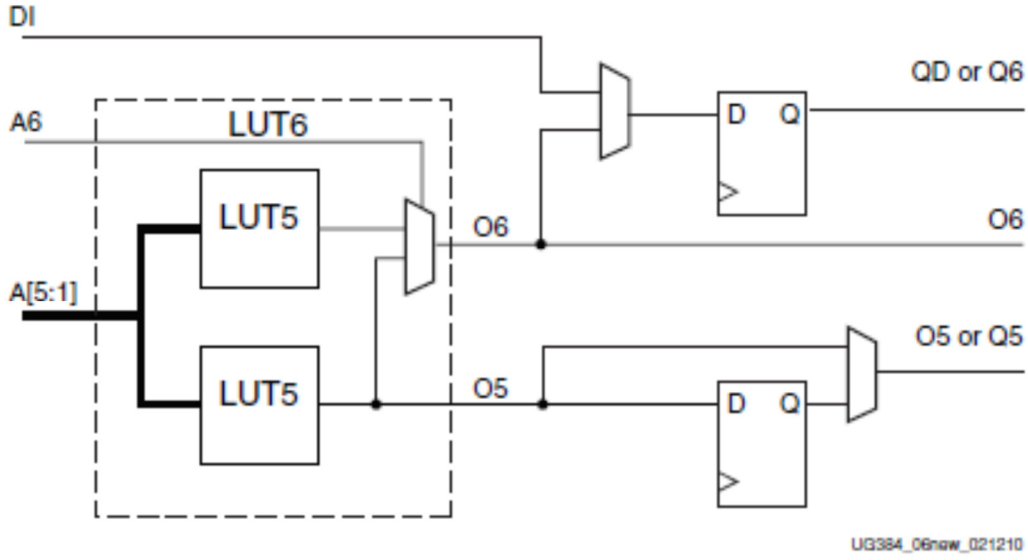 DI
QD or Q6
A6
LUT6
D Q
LUT5
O6
O6
A[5:1]
O5 or Q5
LUT5
O5
D Q
UG384_06new_021210